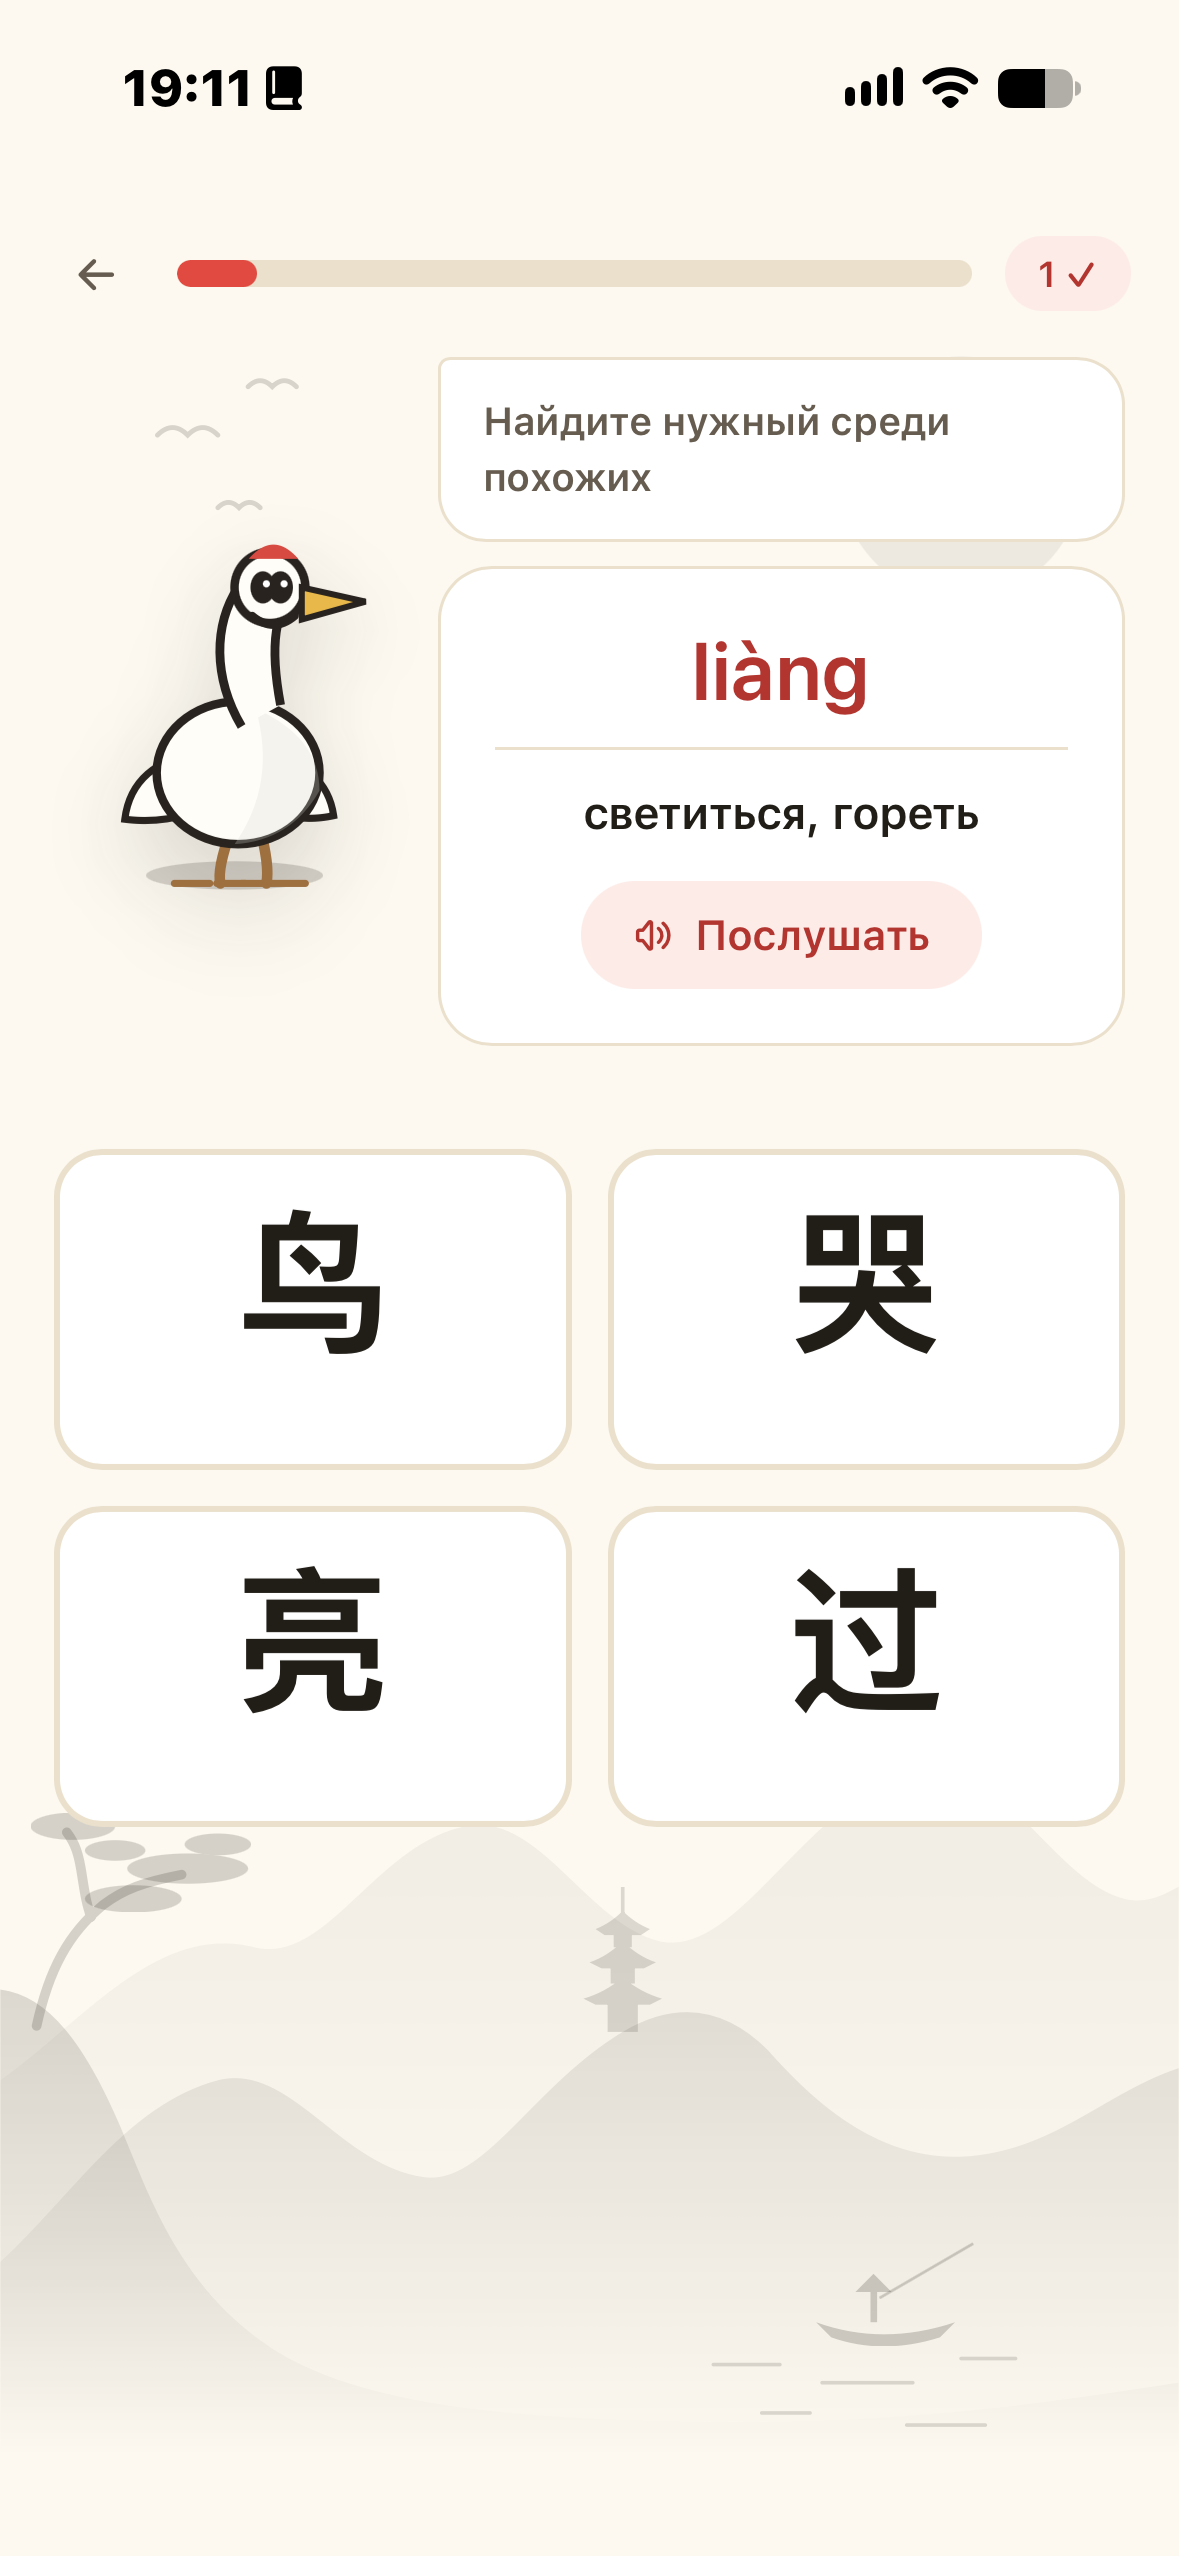 19:11
1
Найдите нужный среди
похожих
liàng
светиться, гореть
Послушать
鸟
哭
亮
过